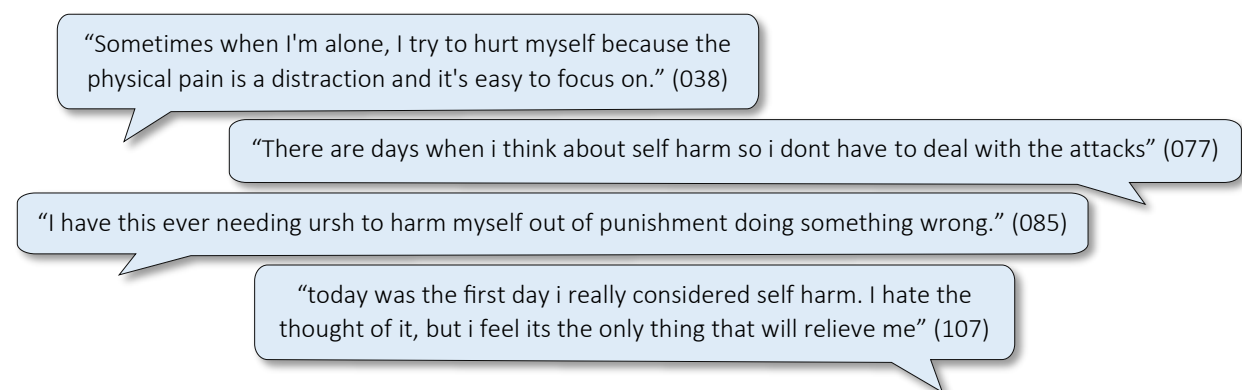 “Sometimes when I'm alone, I try to hurt myself because the
physical pain is a distraction and it's easy to focus on.” (038)
“There are days when i think about self harm so i dont have to deal with the attacks” (077)
“I have this ever needing ursh to harm myself out of punishment doing something wrong.” (085)
“today was the first day i really considered self harm. I hate the
thought of it, but i feel its the only thing that will relieve me” (107)